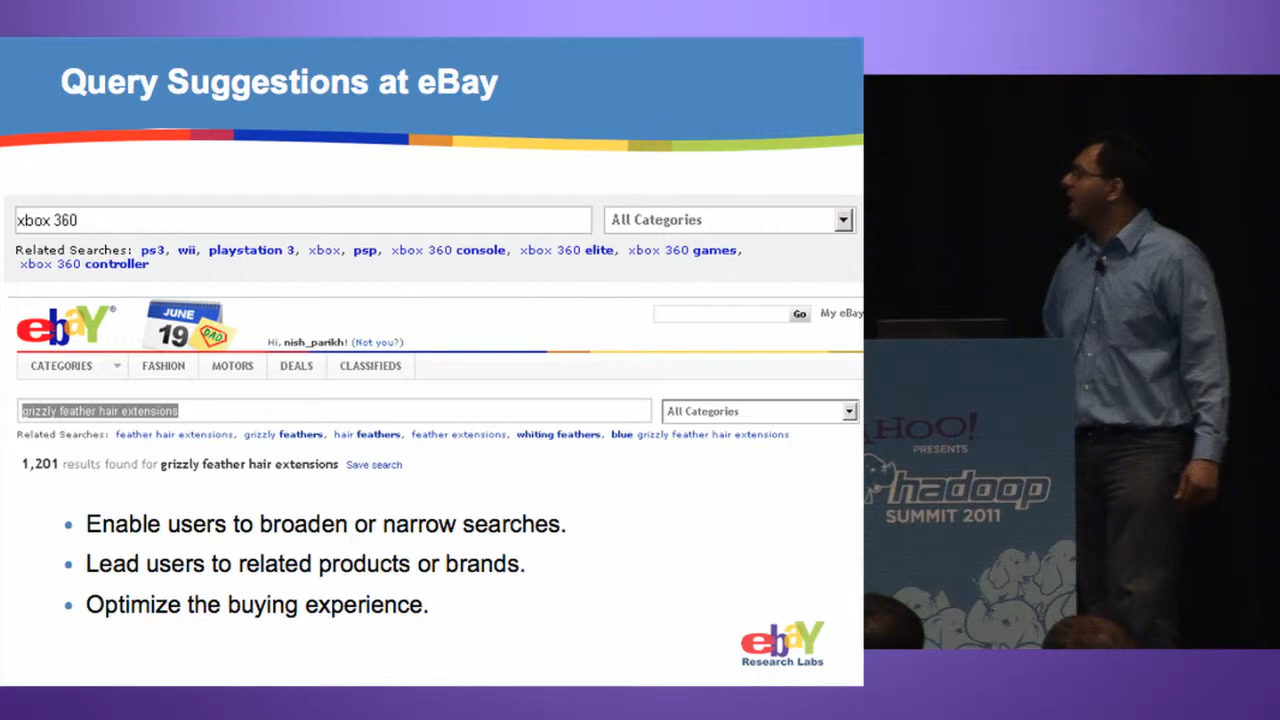 Query Suggestions at eBay
xbox 360
All Categories
Related Searches: ps3, wii, playstation 3, xbox, psp, xbox 360 console, xbox 360 elite, xbox 360 games,
xbox 360 controller
ebay®
JUNE
19
DAD
Go
My eBay
Hi, nish_parikh! (Not you?)
CATEGORIES
FASHION
MOTORS
DEALS
CLASSIFIEDS
grizzly feather hair extensions
All Categories
Related Searches: feather hair extensions, grizzly feathers, hair feathers, feather extensions, whiting feathers, blue grizzly feather hair extensions
1,201 results found for grizzly feather hair extensions Save search
• Enable users to broaden or narrow searches.
• Lead users to related products or brands.
• Optimize the buying experience.
ebay
Research Labs
AHOO!
PRESENTS
hadoop
SUMMIT 2011